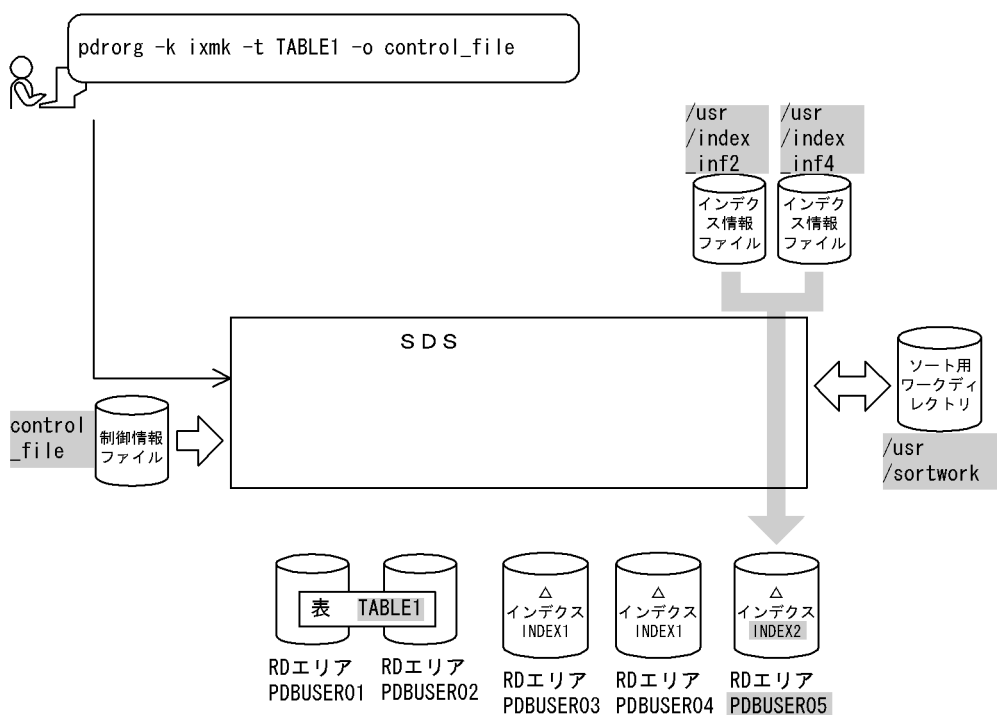 pdrorg -k ixmk -t TABLE1 -o control_file
/usr
/index
_inf2
/usr
/index
_inf4
インデク
ス情報
ファイル
インデク
ス情報
ファイル
SDS
ソート用
ワークディ
レクトリ
/usr
/sortwork
control
_file
制御情報
ファイル
表 TABLE1
△
インデクス
INDEX1
△
インデクス
INDEX1
△
インデクス
INDEX2
RDエリア
PDBUSER01
RDエリア
PDBUSER02
RDエリア
PDBUSER03
RDエリア
PDBUSER04
RDエリア
PDBUSER05